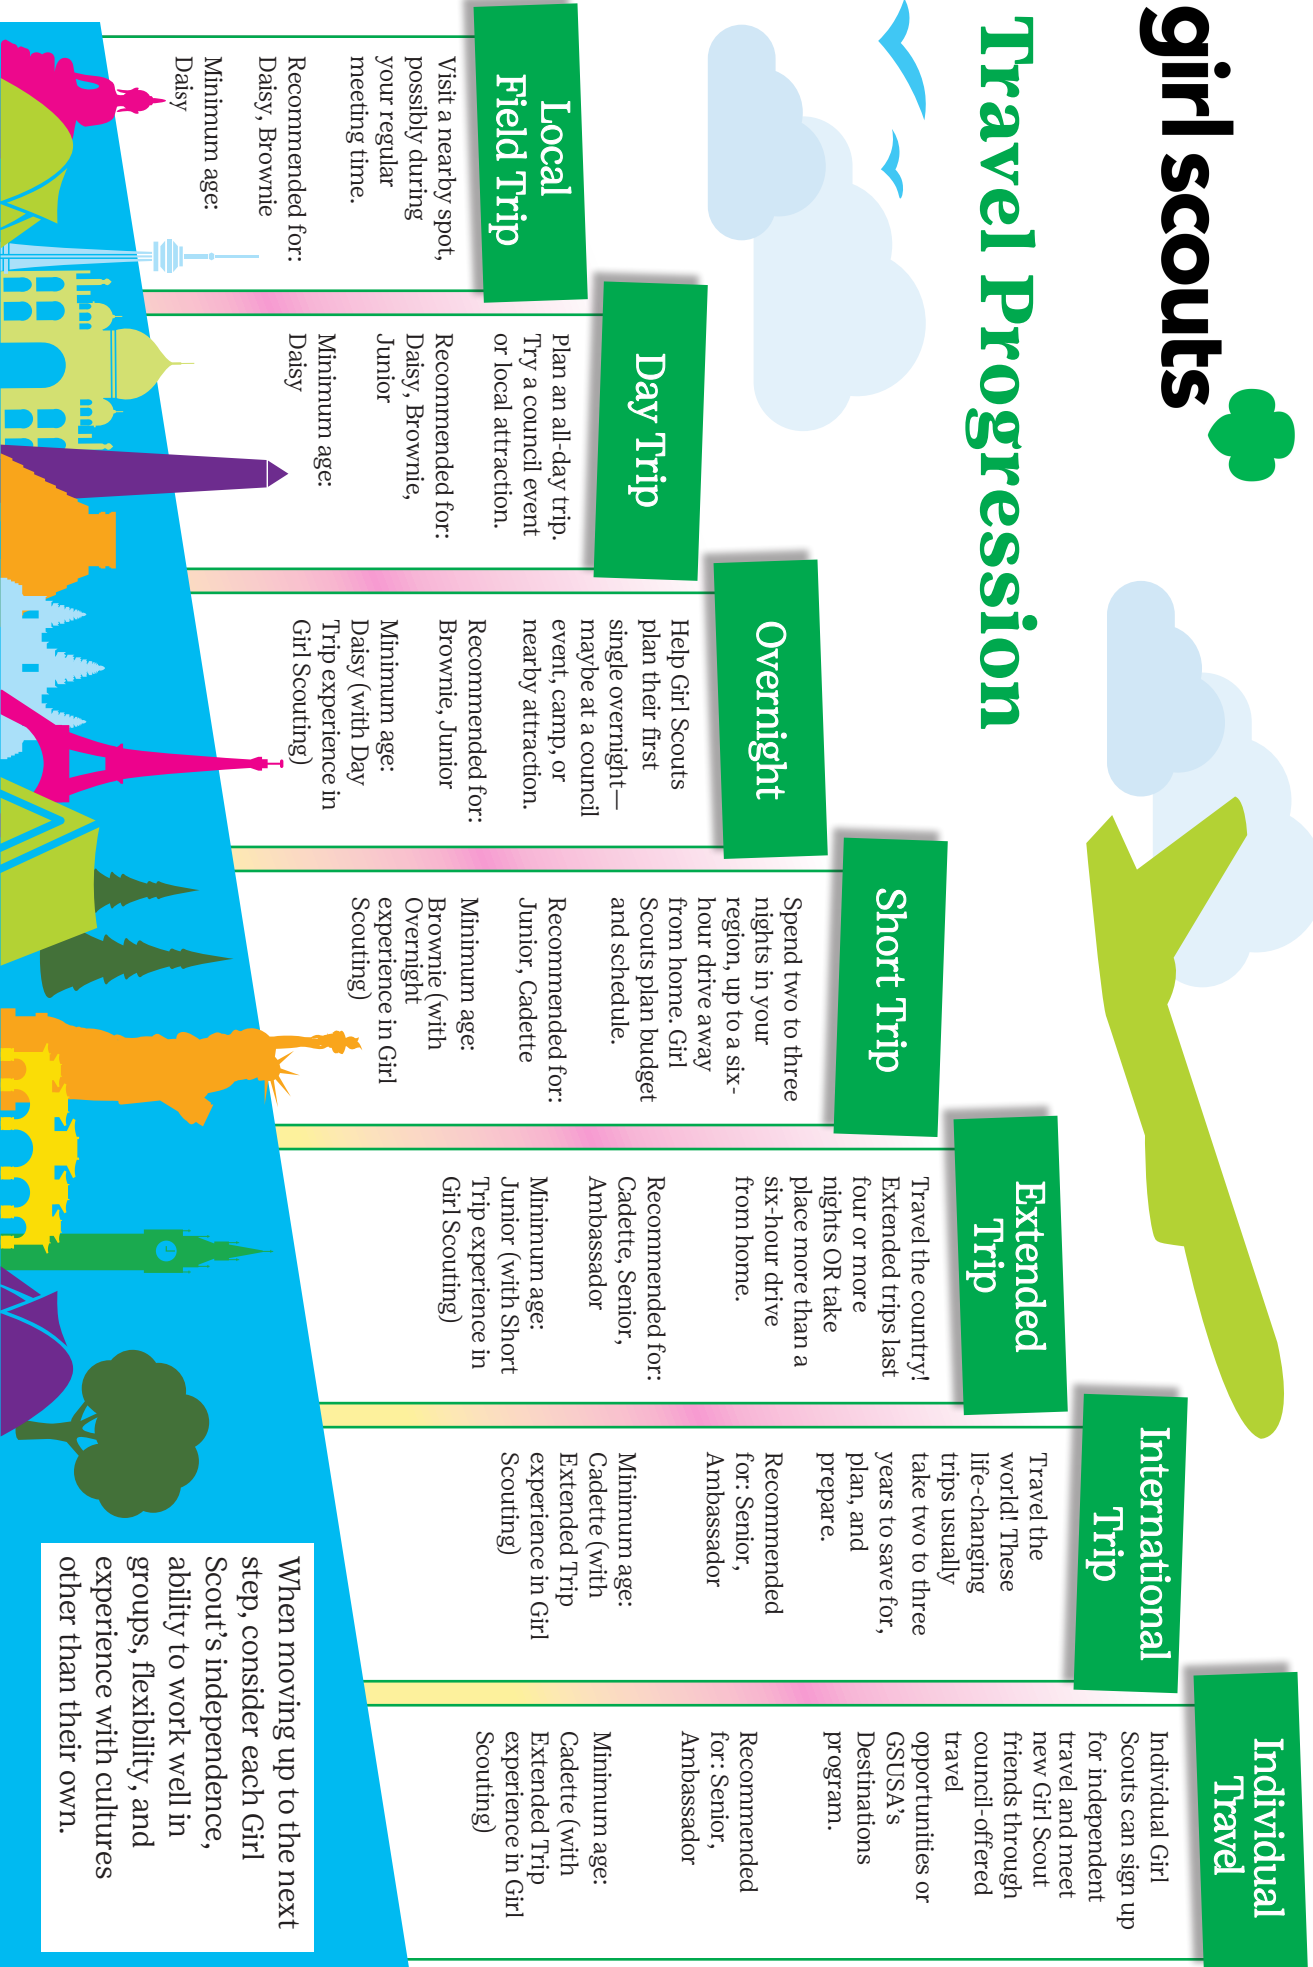 girl scouts
Travel Progression
Local
Field Trip
Visit a nearby spot,
possibly during
your regular
meeting time.
Recommended for:
Daisy, Brownie
Minimum age:
Daisy
Day Trip
Plan an all-day trip.
Try a council event
or local attraction.
Recommended for:
Daisy, Brownie,
Junior
Minimum age:
Daisy
Overnight
Help Girl Scouts
plan their first
single overnight—
maybe at a council
event, camp, or
nearby attraction.
Recommended for:
Brownie, Junior
Minimum age:
Daisy (with Day
Trip experience in
Girl Scouting)
Short Trip
Spend two to three
nights in your
region, up to a six-
hour drive away
from home. Girl
Scouts plan budget
and schedule.
Recommended for:
Junior, Cadette
Minimum age:
Brownie (with
Overnight
experience in Girl
Scouting)
Extended
Trip
Travel the country!
Extended trips last
four or more
nights OR take
place more than a
six-hour drive
from home.
Recommended for:
Cadette, Senior,
Ambassador
Minimum age:
Junior (with Short
Trip experience in
Girl Scouting)
International
Trip
Travel the
world! These
life-changing
trips usually
take two to three
years to save for,
plan, and
prepare.
Recommended
for: Senior,
Ambassador
Minimum age:
Cadette (with
Extended Trip
experience in Girl
Scouting)
Individual
Travel
Individual Girl
Scouts can sign up
for independent
travel and meet
new Girl Scout
friends through
council-offered
travel
opportunities or
GSUSA's
Destinations
program.
Recommended
for: Senior,
Ambassador
Minimum age:
Cadette (with
Extended Trip
experience in Girl
Scouting)
When moving up to the next
step, consider each Girl
Scout's independence,
ability to work well in
groups, flexibility, and
experience with cultures
other than their own.